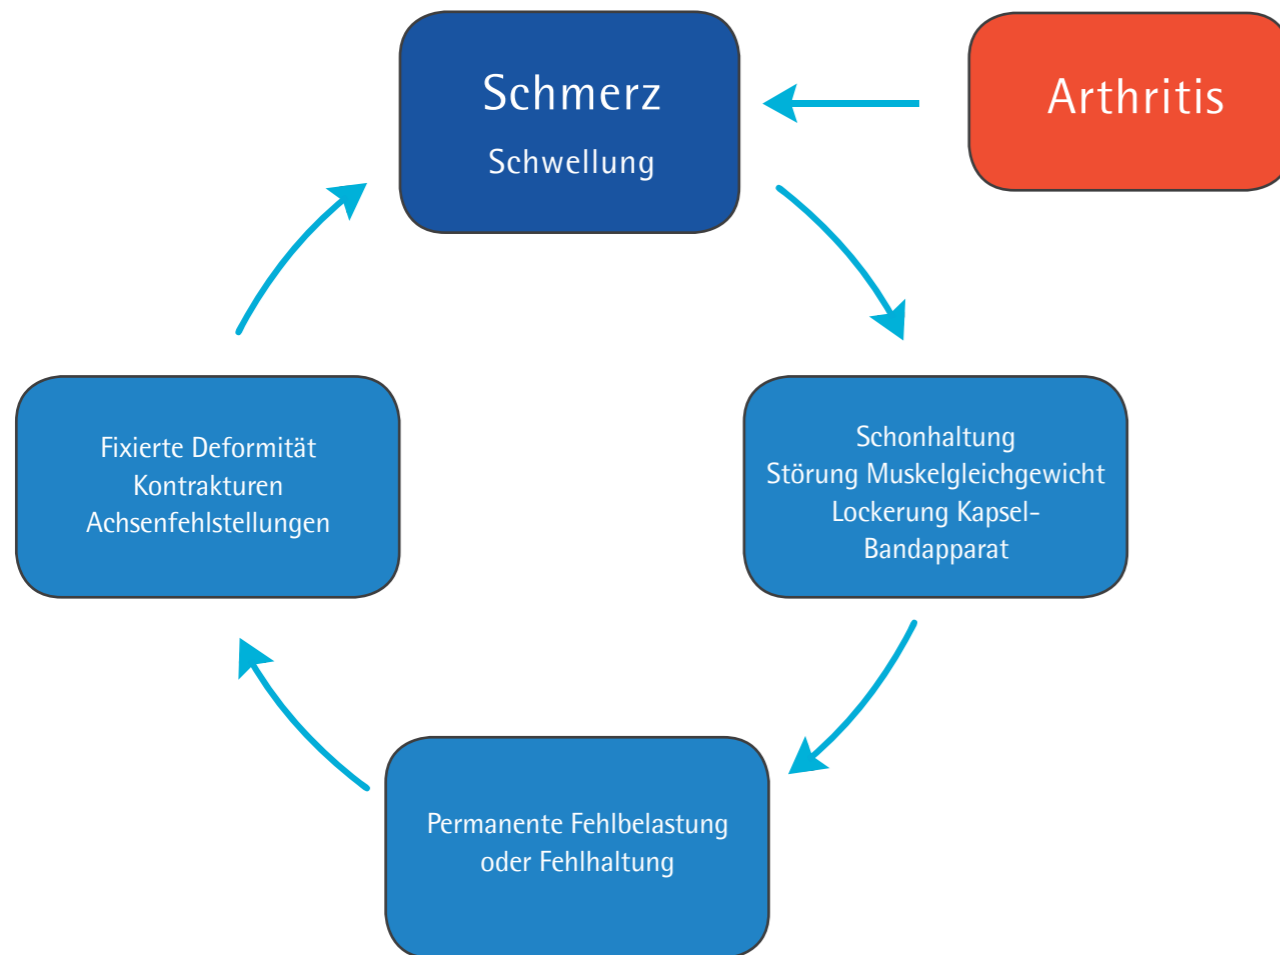 Schmerz
Schwellung
Arthritis
Schonhaltung
Störung Muskelgleichgewicht
Lockerung Kapsel-
Bandapparat
Permanente Fehlbelastung
oder Fehlhaltung
Fixierte Deformität
Kontrakturen
Achsenfehlstellungen